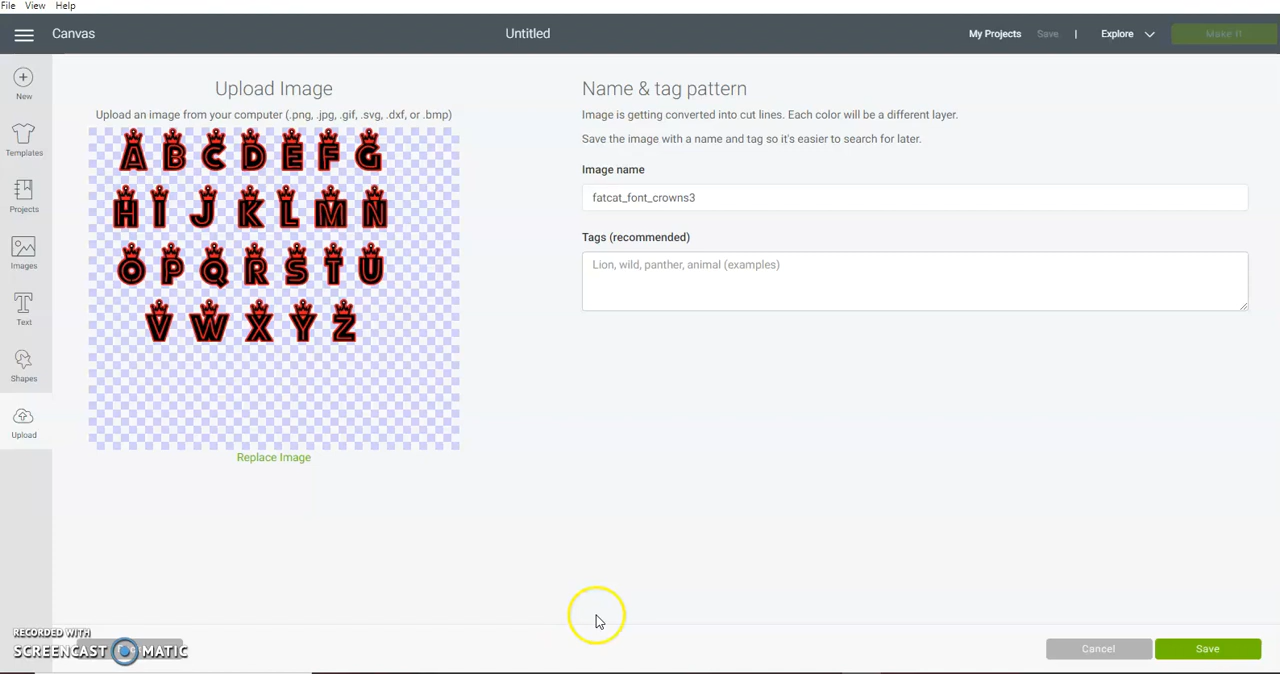 File View Help
Canvas
Untitled
My Projects Save | Explore Make It
New
Templates
Projects
Images
Text
Shapes
Upload
Upload Image
Upload an image from your computer (.png, .jpg, .gif, .svg, .dxf, or .bmp)
A B C D E F G
H I J K L M N
O P Q R S T U
V W X Y Z
Replace Image
Name & tag pattern
Image is getting converted into cut lines. Each color will be a different layer.
Save the image with a name and tag so it's easier to search for later.
Image name
fatcat_font_crowns3
Tags (recommended)
Lion, wild, panther, animal (examples)
RECORDED WITH
SCREENCAST MATIC
Cancel Save